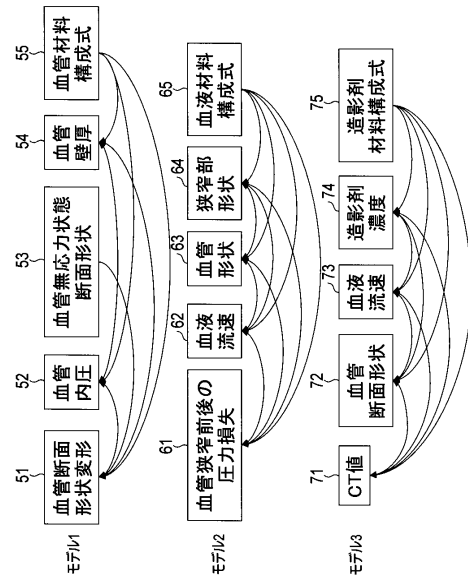 モデル1
51
血管断面
形状変形
52
血管
内圧
53
血管無応力状態
断面形状
54
血管
壁厚
55
血管材料
構成式
モデル2
61
血管狭窄前後の
圧力損失
62
血液
流速
63
血管
形状
64
狭窄部
形状
65
血液材料
構成式
モデル3
71
CT値
72
血管
断面形状
73
血液
流速
74
造影剤
濃度
75
造影剤
材料構成式